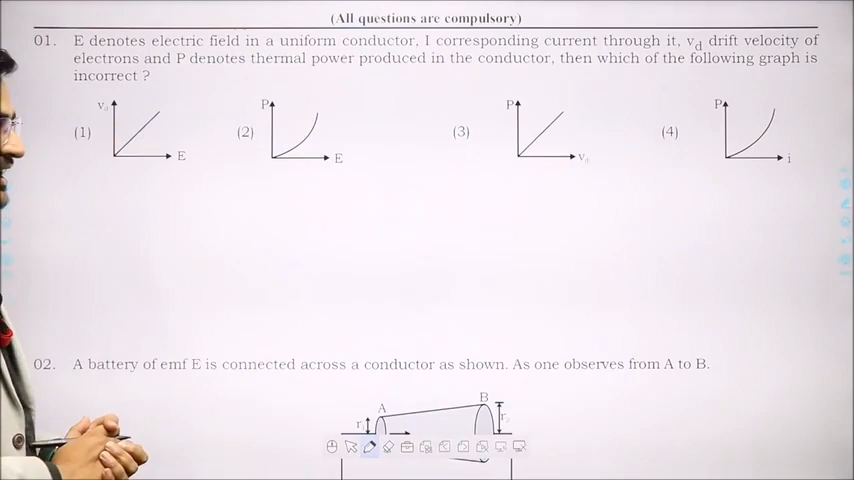 (All questions are compulsory)
01. E denotes electric field in a uniform conductor, I corresponding current through it, vd drift velocity of
electrons and P denotes thermal power produced in the conductor, then which of the following graph is
incorrect ?
(1) vd E
(2) P E
(3) P vd
(4) P i
02. A battery of emf E is connected across a conductor as shown. As one observes from A to B.
A B
r r